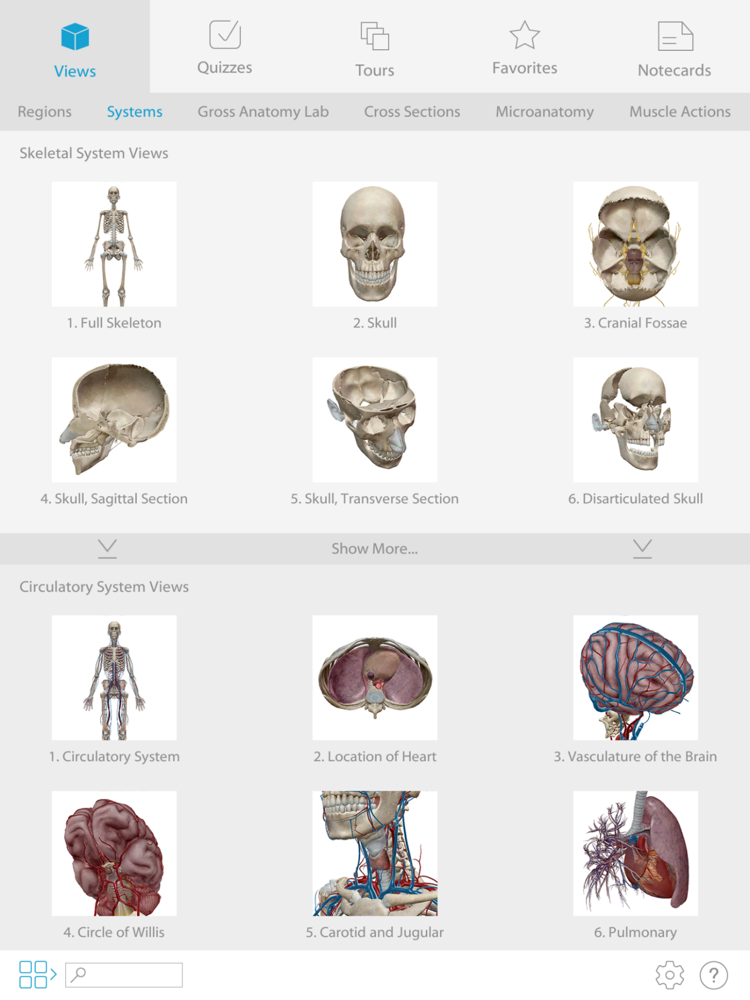 Views
Quizzes
Tours
Favorites
Notecards
Regions
Systems
Gross Anatomy Lab
Cross Sections
Microanatomy
Muscle Actions
Skeletal System Views
1. Full Skeleton
2. Skull
3. Cranial Fossae
4. Skull, Sagittal Section
5. Skull, Transverse Section
6. Disarticulated Skull
Show More...
Circulatory System Views
1. Circulatory System
2. Location of Heart
3. Vasculature of the Brain
4. Circle of Willis
5. Carotid and Jugular
6. Pulmonary
?